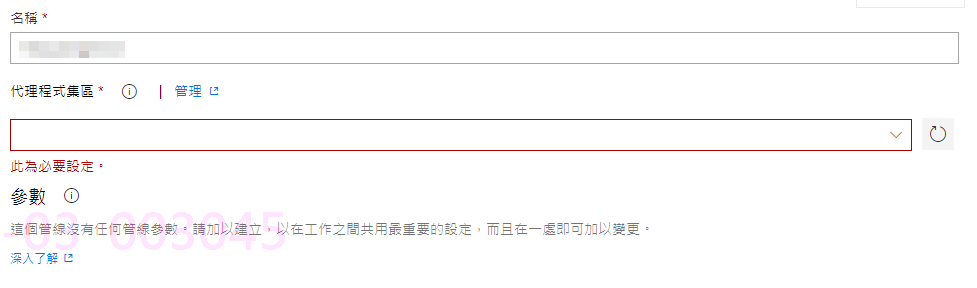 名稱 *
代理程式集區 * | 管理
此為必要設定。
參數
這個管線沒有任何管線參數。請加以建立，以在工作之間共用最重要的設定，而且在一處即可加以變更。
-03-003045
深入了解